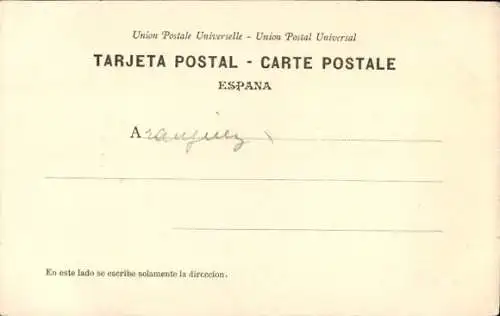 Union Postale Universelle - Union Postal Universal
TARJETA POSTAL - CARTE POSTALE
ESPANA
Aranjuez
En este lado se escribe solamente la direccion.